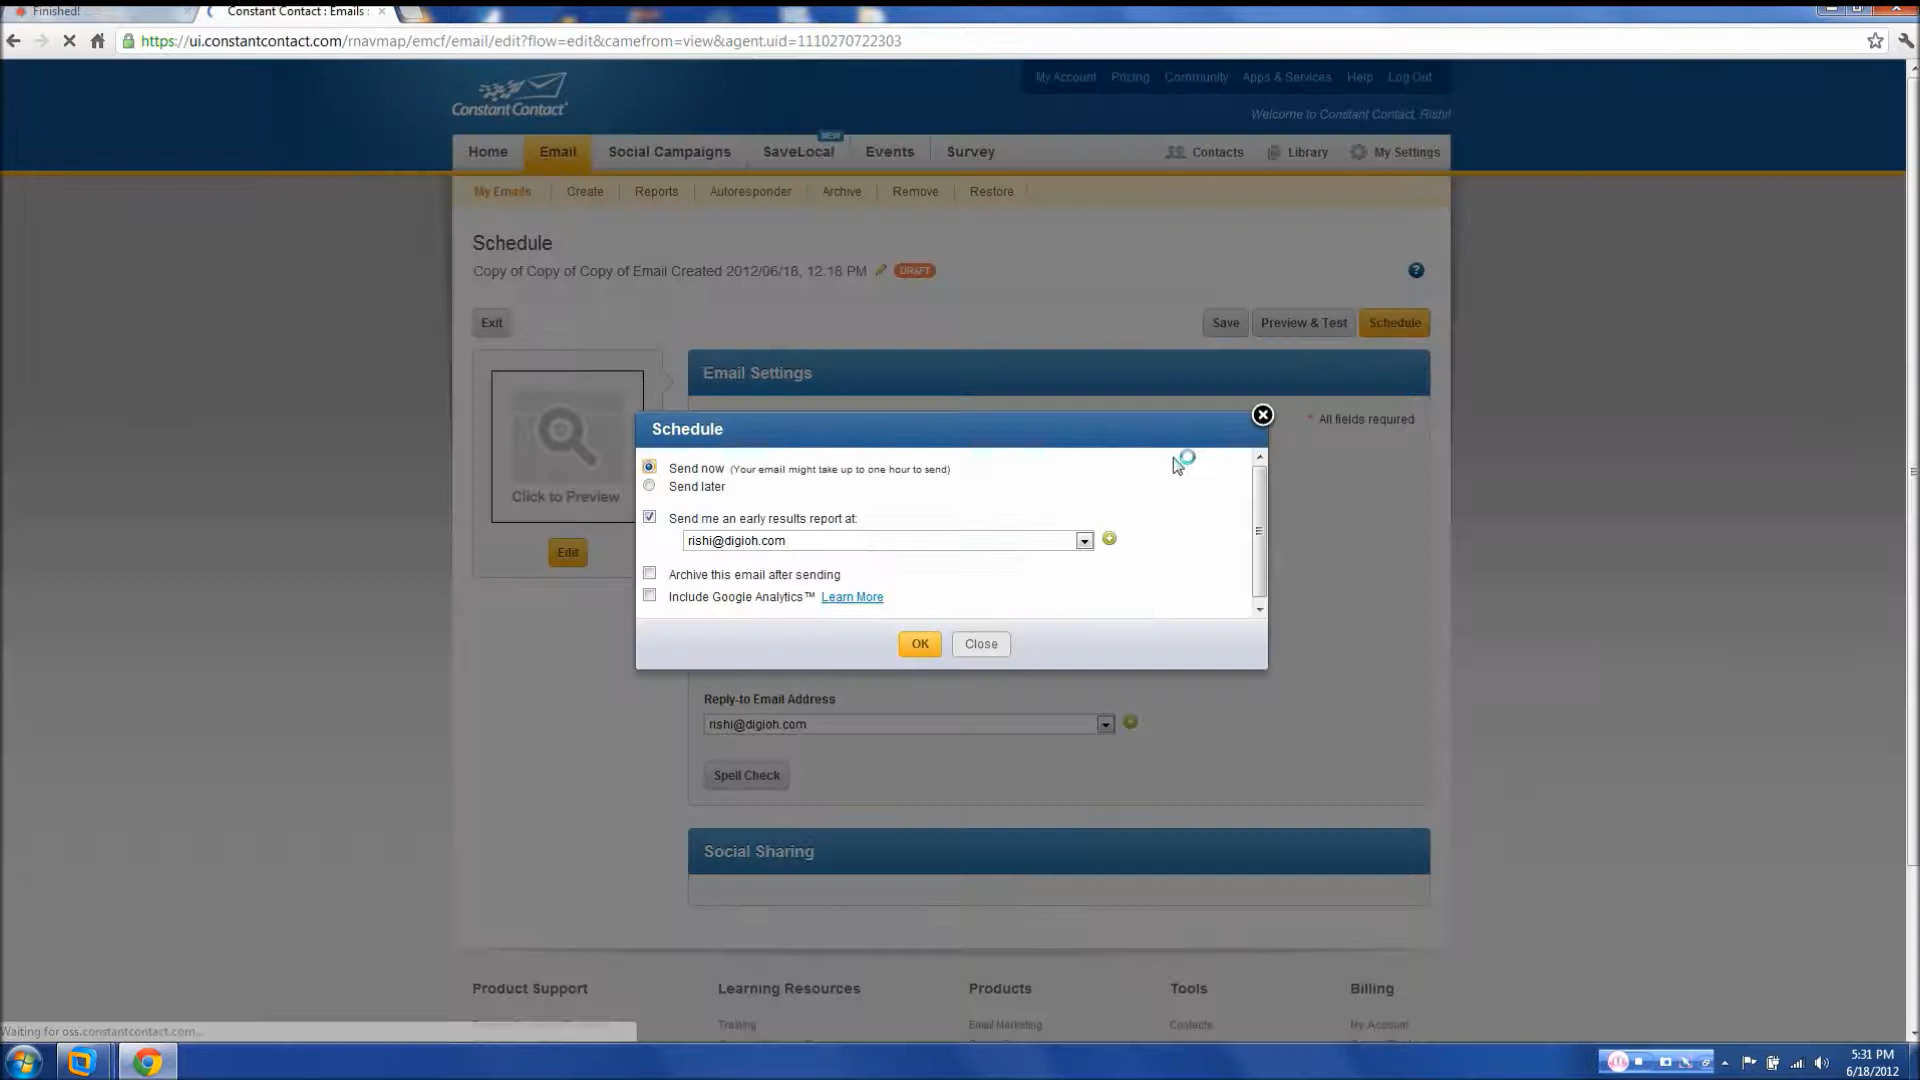 Finished!
Constant Contact : Emails :
https://ui.constantcontact.com/rnavmap/emcf/email/edit?flow=edit&camefrom=view&agent.uid=1110270722303
My Account Pricing Community Apps & Services Help Log Out
Constant Contact
Welcome to Constant Contact, Rishi!
NEW
Home Email Social Campaigns SaveLocal Events Survey Contacts Library My Settings
My Emails Create Reports Autoresponder Archive Remove Restore
Schedule
Copy of Copy of Copy of Email Created 2012/06/18, 12:18 PM DRAFT
Exit Save Preview & Test Schedule
Email Settings
* All fields required
Click to Preview
Edit
Schedule
Send now (Your email might take up to one hour to send)
Send later
Send me an early results report at:
rishi@digioh.com
Archive this email after sending
Include Google Analytics™ Learn More
OK Close
Reply-to Email Address
rishi@digioh.com
Spell Check
Social Sharing
Product Support Learning Resources Products Tools Billing
Training Email Marketing Contacts My Account
Waiting for oss.constantcontact.com...
5:31 PM
6/18/2012